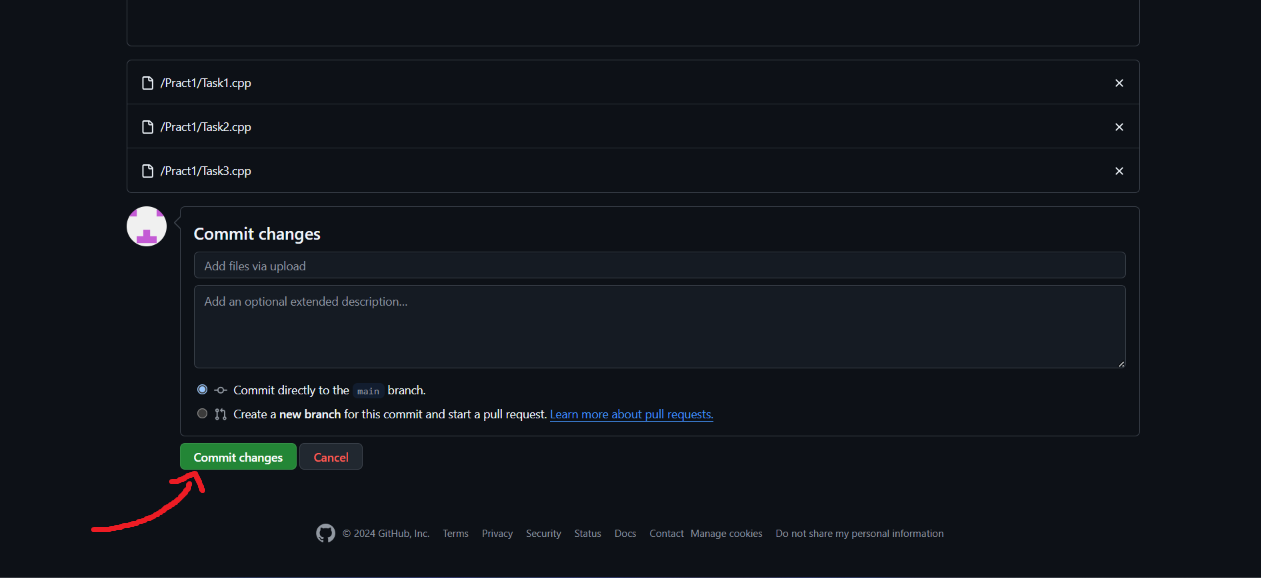 /Pract1/Task1.cpp
/Pract1/Task2.cpp
/Pract1/Task3.cpp
Commit changes
Add files via upload
Add an optional extended description...
Commit directly to the main branch.
Create a new branch for this commit and start a pull request. Learn more about pull requests.
Commit changes Cancel
© 2024 GitHub, Inc. Terms Privacy Security Status Docs Contact Manage cookies Do not share my personal information